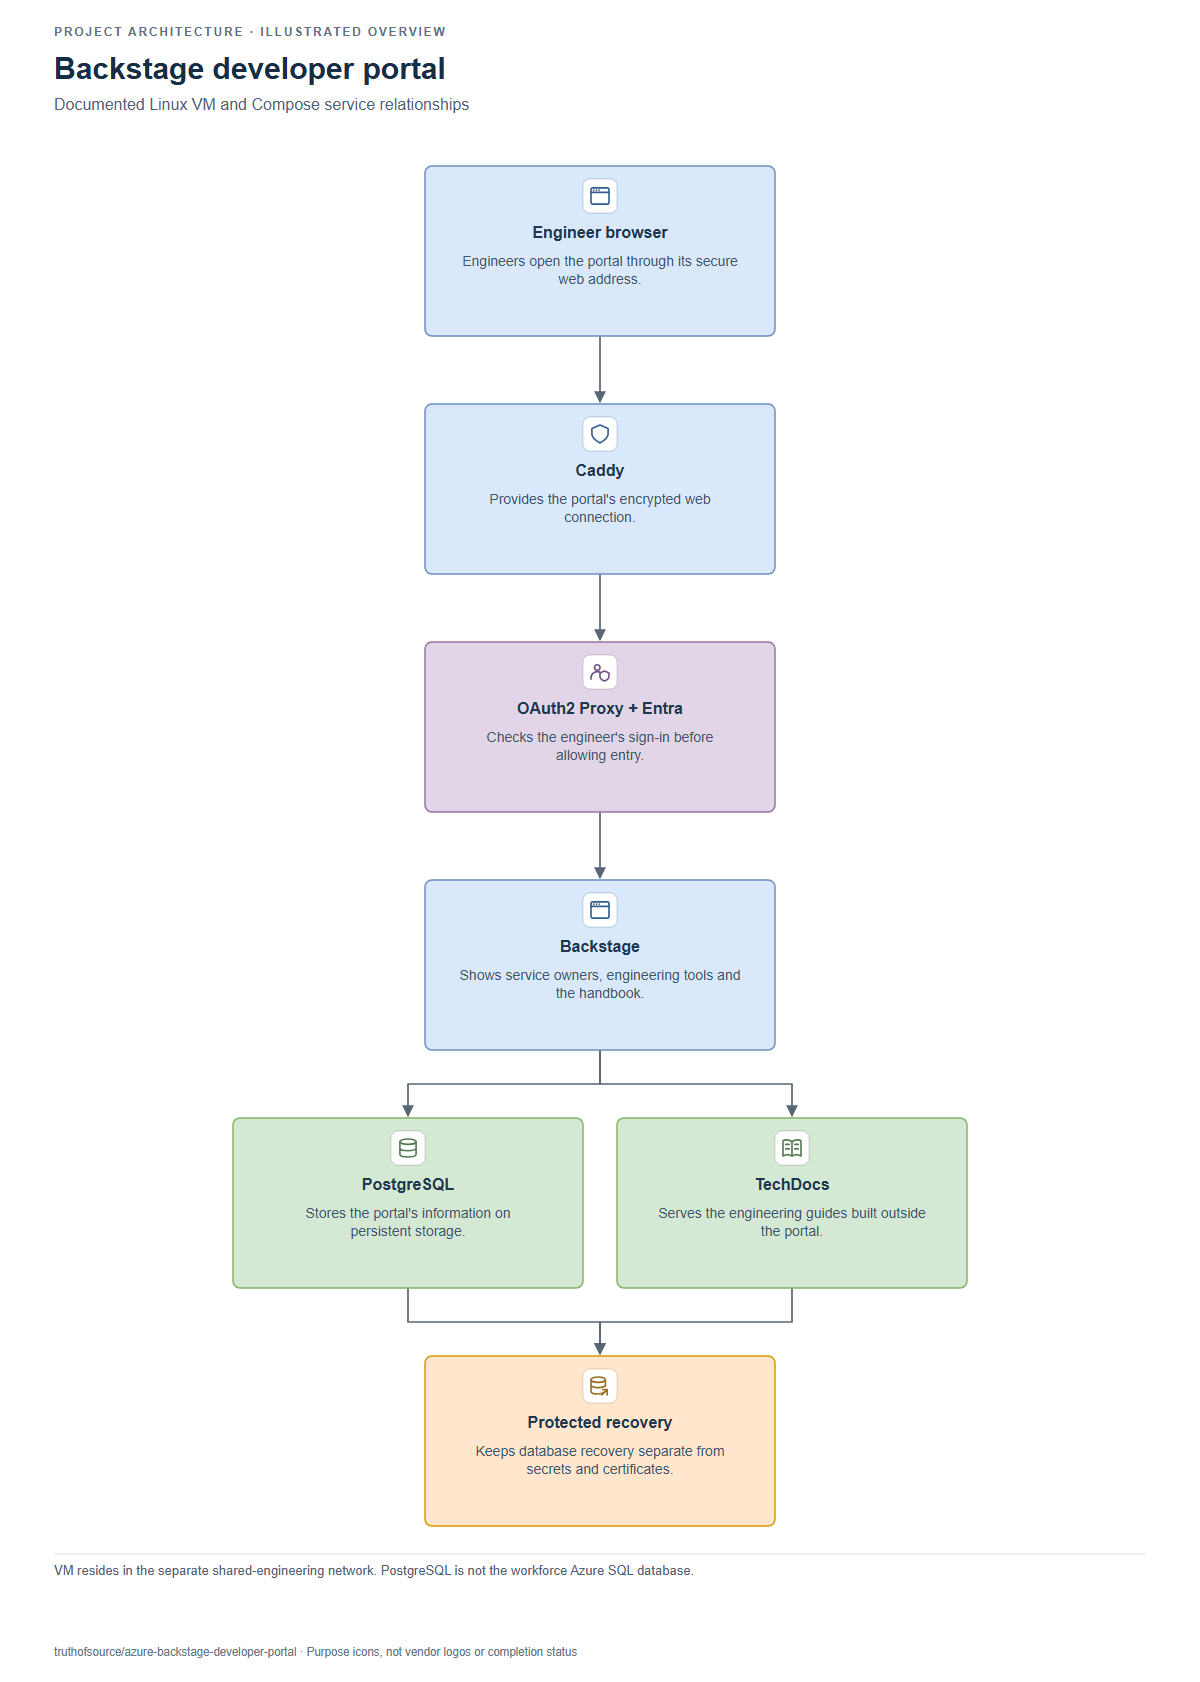 PROJECT ARCHITECTURE · ILLUSTRATED OVERVIEW
Backstage developer portal
Documented Linux VM and Compose service relationships
Engineer browser
Engineers open the portal through its secure
web address.
Caddy
Provides the portal's encrypted web
connection.
OAuth2 Proxy + Entra
Checks the engineer's sign-in before
allowing entry.
Backstage
Shows service owners, engineering tools and
the handbook.
PostgreSQL
Stores the portal's information on
persistent storage.
TechDocs
Serves the engineering guides built outside
the portal.
Protected recovery
Keeps database recovery separate from
secrets and certificates.
VM resides in the separate shared-engineering network. PostgreSQL is not the workforce Azure SQL database.
truthofsource/azure-backstage-developer-portal · Purpose icons, not vendor logos or completion status